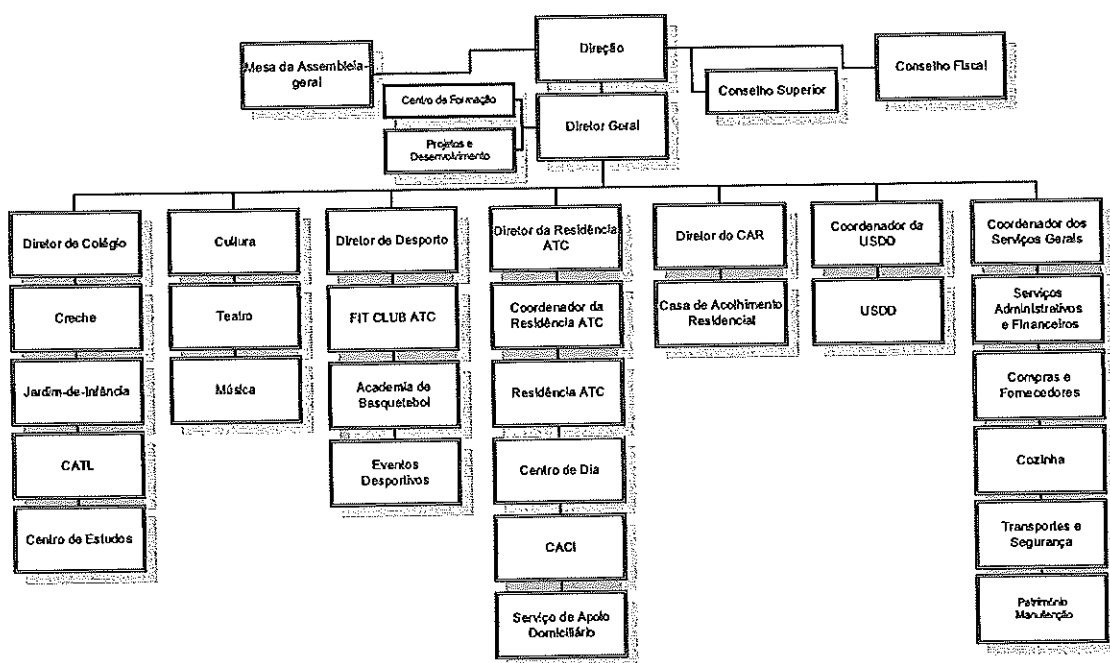 Direção
Mesa da Assembleia-
geral
Conselho Fiscal
Conselho Superior
Centro de Formação
Diretor Geral
Projetos e
Desenvolvimento
Diretor de Colégio
Creche
Jardim-de-Infância
CATL
Centro de Estudos
Cultura
Teatro
Música
Diretor de Desporto
FIT CLUB ATC
Academia de
Basquetebol
Eventos
Desportivos
Diretor da Residência
ATC
Coordenador da
Residência ATC
Residência ATC
Centro de Dia
CACI
Serviço de Apoio
Domiciliário
Diretor do CAR
Casa de Acolhimento
Residencial
Coordenador da
USDD
USDD
Coordenador dos
Serviços Gerais
Serviços
Administrativos
e Financeiros
Compras e
Fornecedores
Cozinha
Transportes e
Segurança
Património
Manutenção